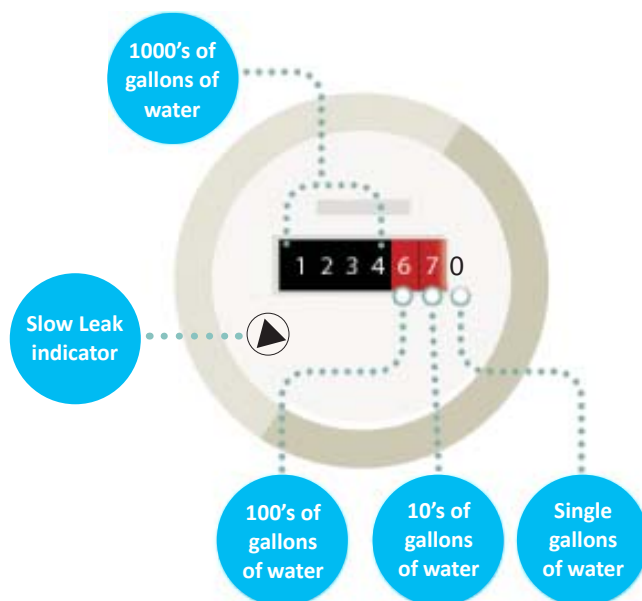 1000's of
gallons of
water
1 2 3 4 6 7 0
Slow Leak
indicator
100's of
gallons
of water
10's of
gallons
of water
Single
gallons
of water